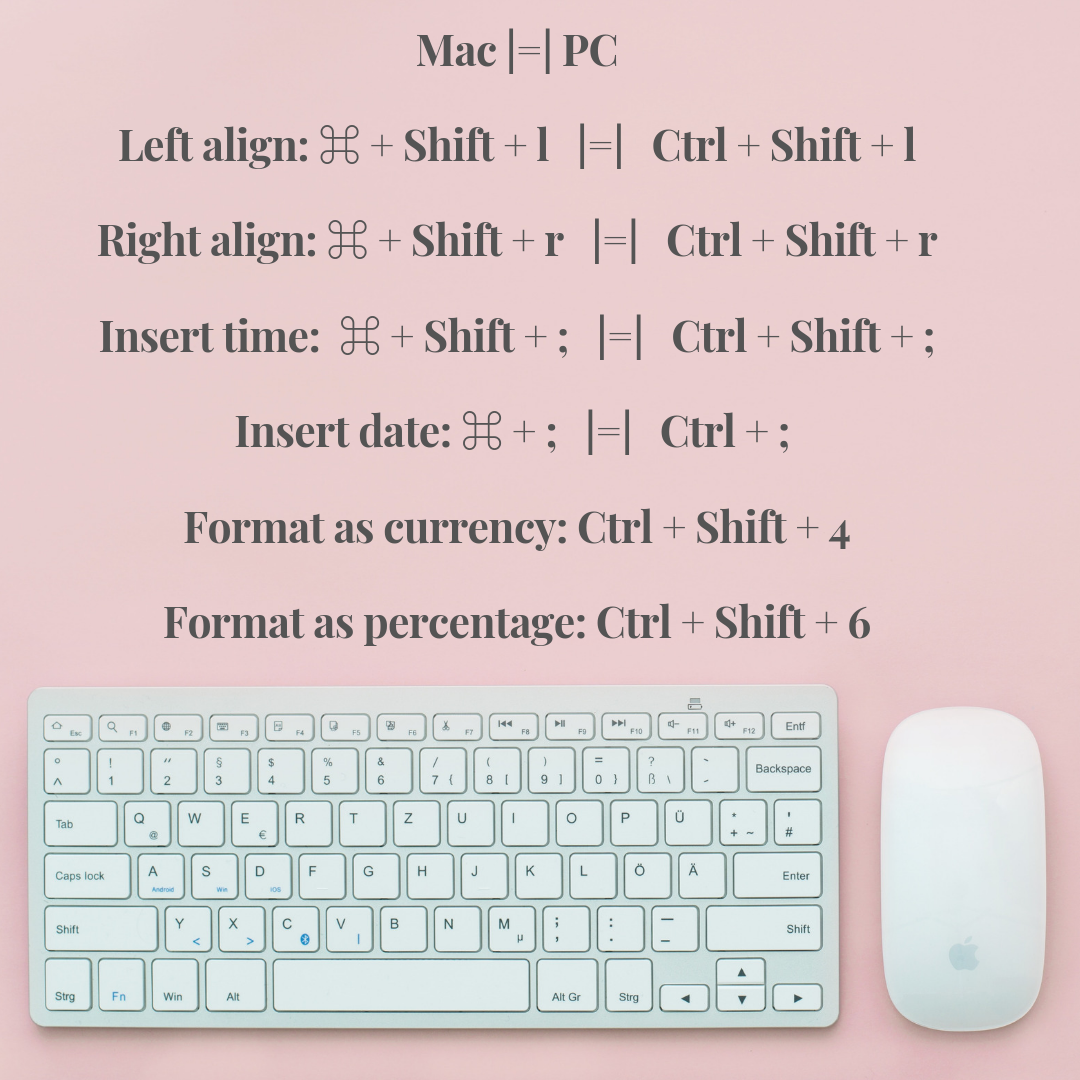 Mac |=| PC
Left align: ⌘ + Shift + l |=| Ctrl + Shift + l
Right align: ⌘ + Shift + r |=| Ctrl + Shift + r
Insert time: ⌘ + Shift + ; |=| Ctrl + Shift + ;
Insert date: ⌘ + ; |=| Ctrl + ;
Format as currency: Ctrl + Shift + 4
Format as percentage: Ctrl + Shift + 6
Esc F1 F2 F3 F4 F5 F6 F7 F8 F9 F10 F11 F12 Entf
° ! " § $ % & / ( ) = ? ` 
^ 1 2 3 4 5 6 7 { 8 [ 9 ] 0 } ß \ Backspace
Tab Q @ W E € R T Z U I O P Ü * + ~ ' #
Caps lock A Android S Win D IOS F G H J K L Ö Ä Enter
Shift Y < X > C V | B N M µ ; , : . — – Shift
Strg Fn Win Alt Alt Gr Strg ◀ ▲ ▼ ▶